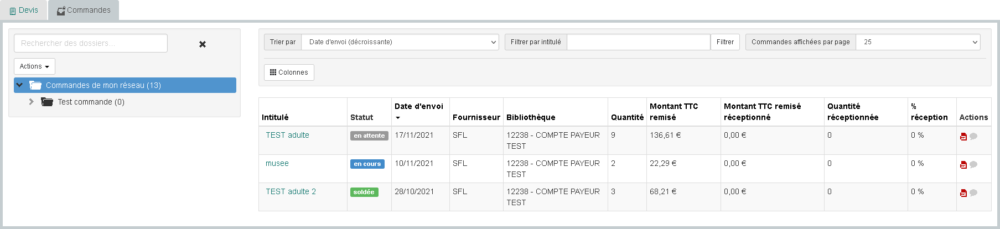 Devis
Commandes
Rechercher des dossiers...
Actions
Commandes de mon réseau (13)
Test commande (0)
Trier par Date d'envoi (décroissante) Filtrer par intitulé Filtrer Commandes affichées par page 25
Colonnes
Intitulé Statut Date d'envoi Fournisseur Bibliothèque Quantité Montant TTC remisé Montant TTC remisé réceptionné Quantité réceptionnée % réception Actions
TEST adulte en attente 17/11/2021 SFL 12238 - COMPTE PAYEUR TEST 9 136,61 € 0,00 € 0 0 %
musee en cours 10/11/2021 SFL 12238 - COMPTE PAYEUR TEST 2 22,29 € 0,00 € 0 0 %
TEST adulte 2 soldée 28/10/2021 SFL 12238 - COMPTE PAYEUR TEST 3 68,21 € 0,00 € 0 0 %